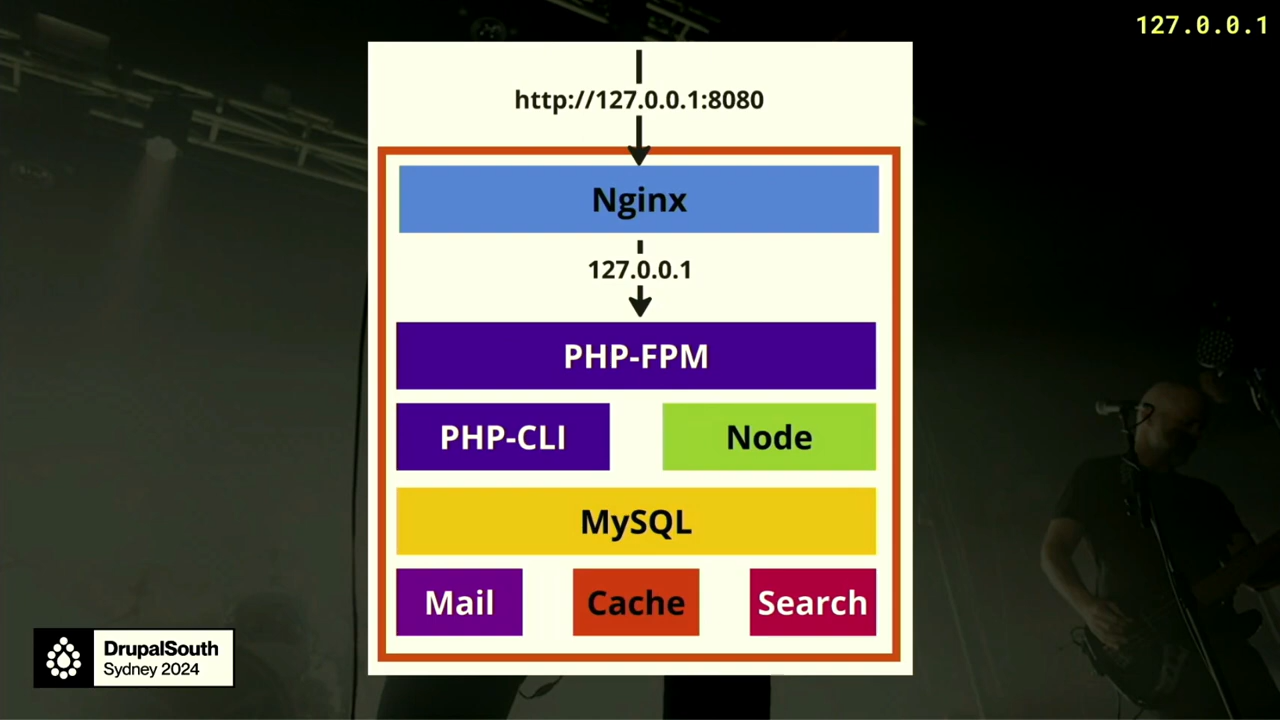 127.0.0.1
http://127.0.0.1:8080
Nginx
127.0.0.1
PHP-FPM
PHP-CLI
Node
MySQL
Mail
Cache
Search
DrupalSouth
Sydney 2024